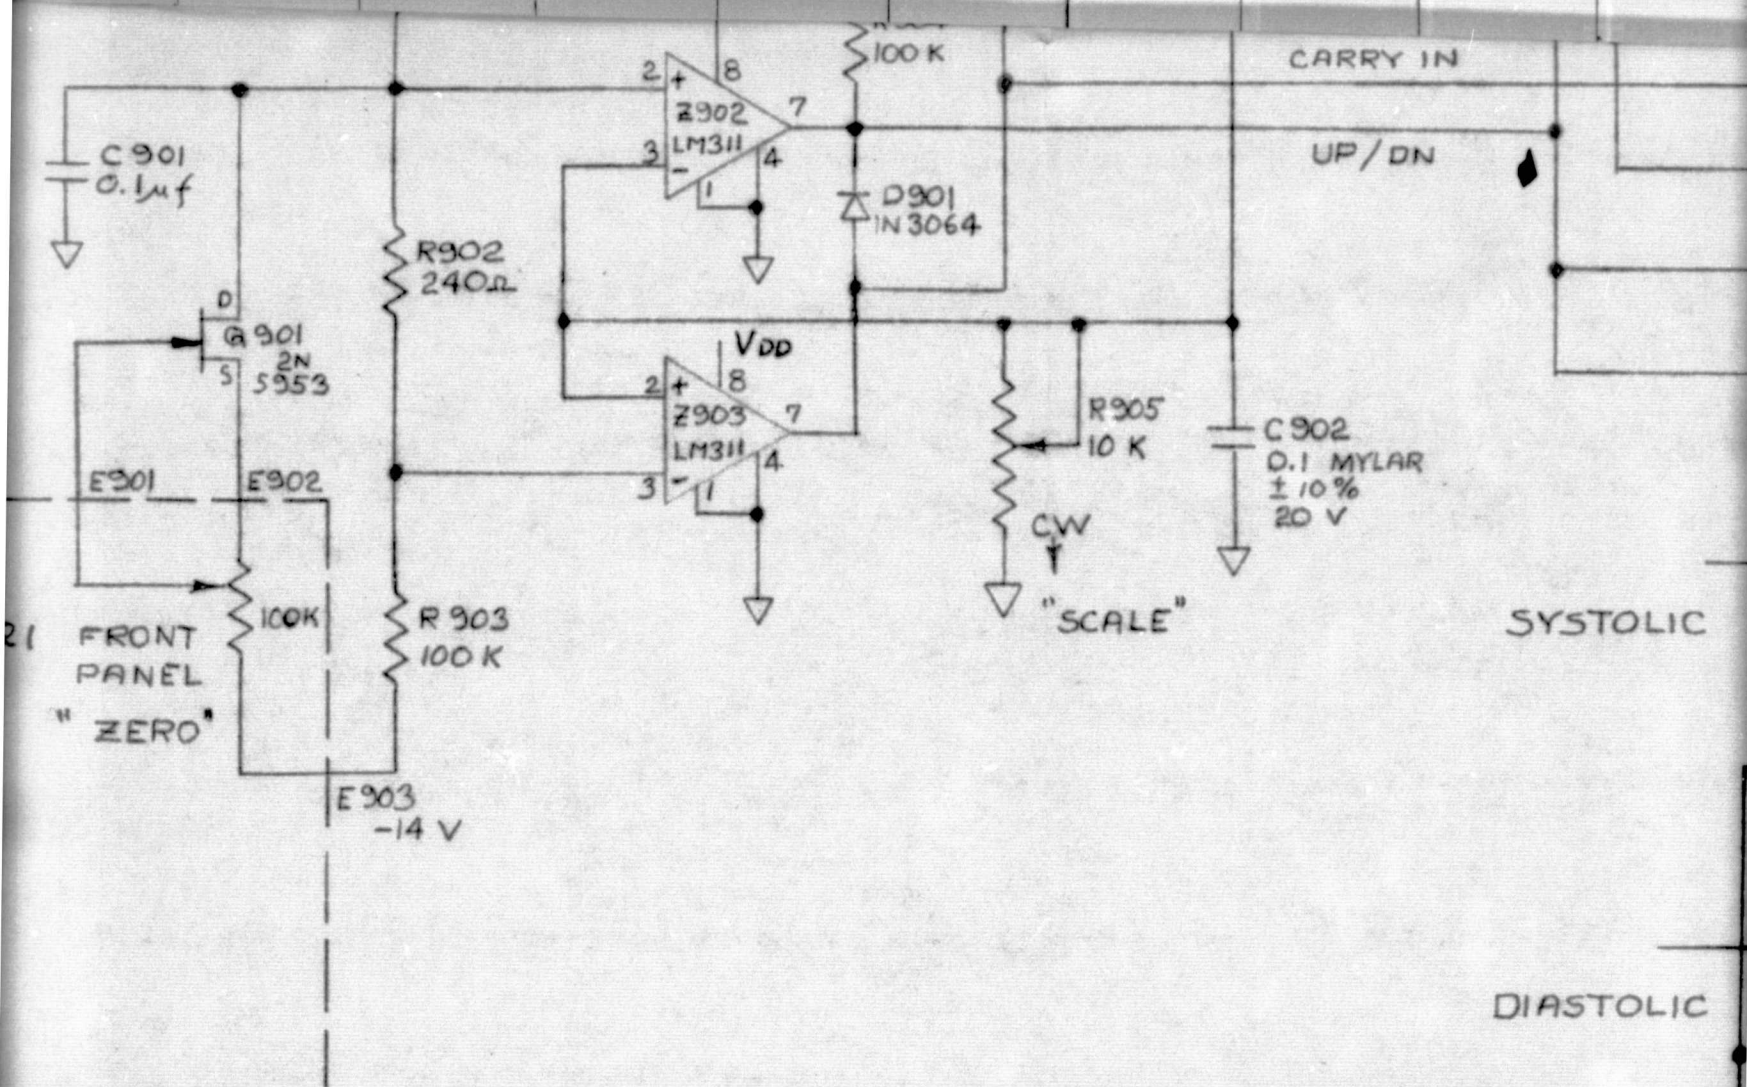 100 K
CARRY IN
2
+
8
Z902
LM311
7
3
-
4
1
UP/DN
C901
0.1μf
D901
1N3064
R902
240Ω
D
Q901
2N
5953
S
VDD
2
+
8
Z903
LM311
7
3
-
4
1
R905
10 K
C902
0.1 MYLAR
±10%
20 V
E901
E902
CW
"SCALE"
SYSTOLIC
100K
R903
100 K
21
FRONT
PANEL
"ZERO"
E903
-14 V
DIASTOLIC